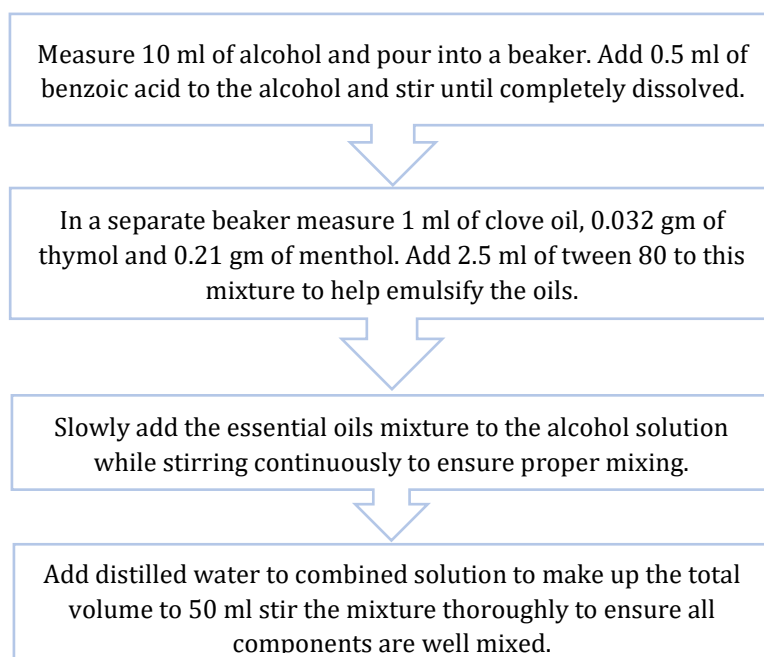 Measure 10 ml of alcohol and pour into a beaker. Add 0.5 ml of
benzoic acid to the alcohol and stir until completely dissolved.
In a separate beaker measure 1 ml of clove oil, 0.032 gm of
thymol and 0.21 gm of menthol. Add 2.5 ml of tween 80 to this
mixture to help emulsify the oils.
Slowly add the essential oils mixture to the alcohol solution
while stirring continuously to ensure proper mixing.
Add distilled water to combined solution to make up the total
volume to 50 ml stir the mixture thoroughly to ensure all
components are well mixed.